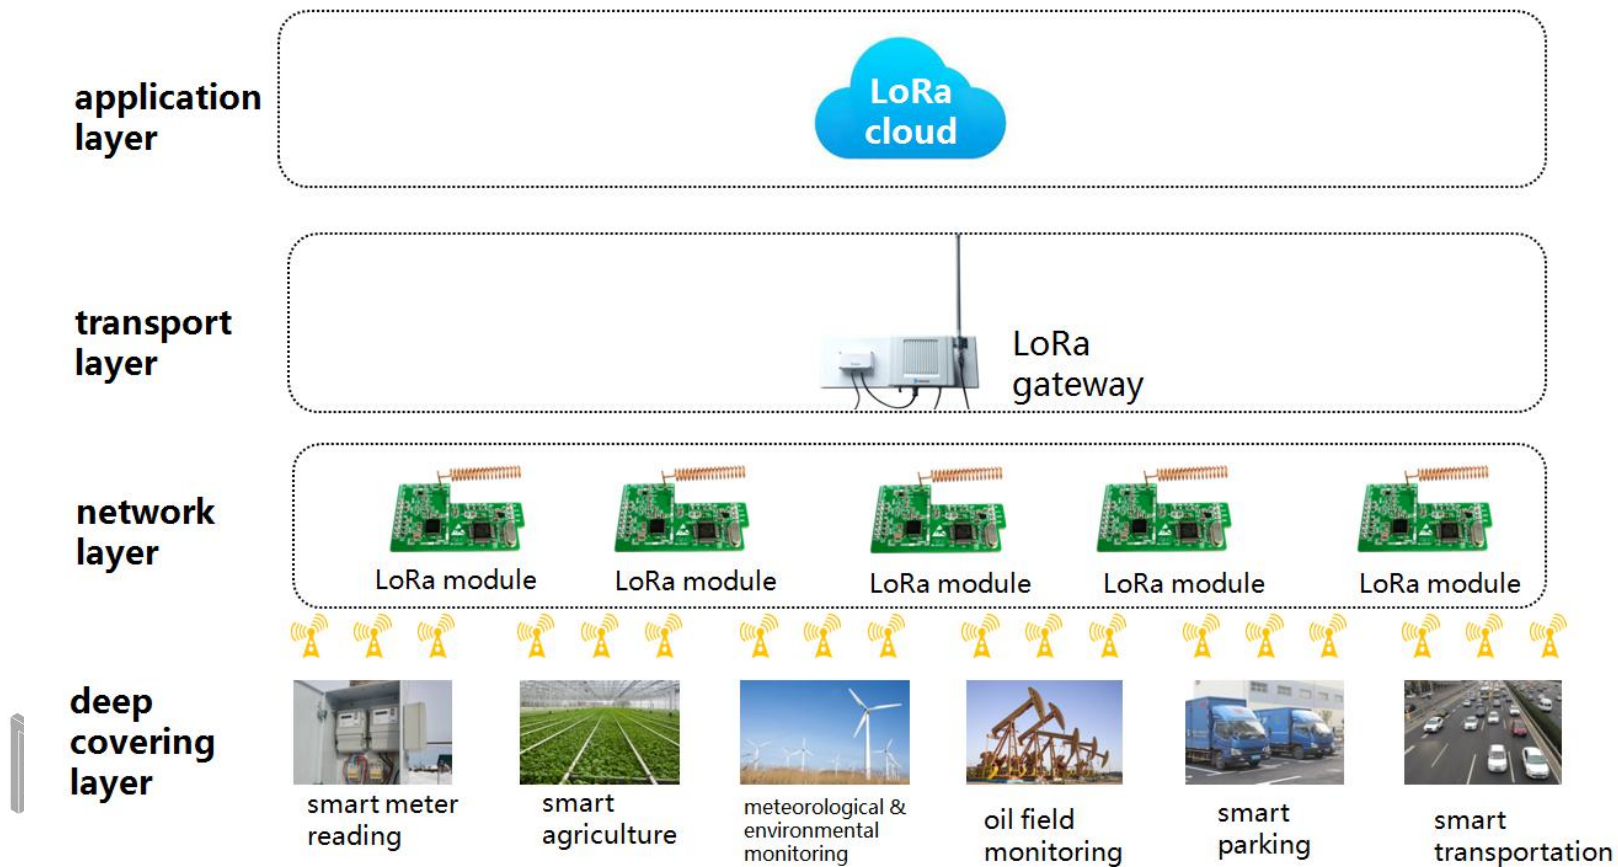 LoRa
cloud
application
layer
transport
layer
LoRa
gateway
network
layer
LoRa module
LoRa module
LoRa module
LoRa module
LoRa module
deep
covering
layer
smart meter
reading
smart
agriculture
meteorological &
environmental
monitoring
oil field
monitoring
smart
parking
smart
transportation